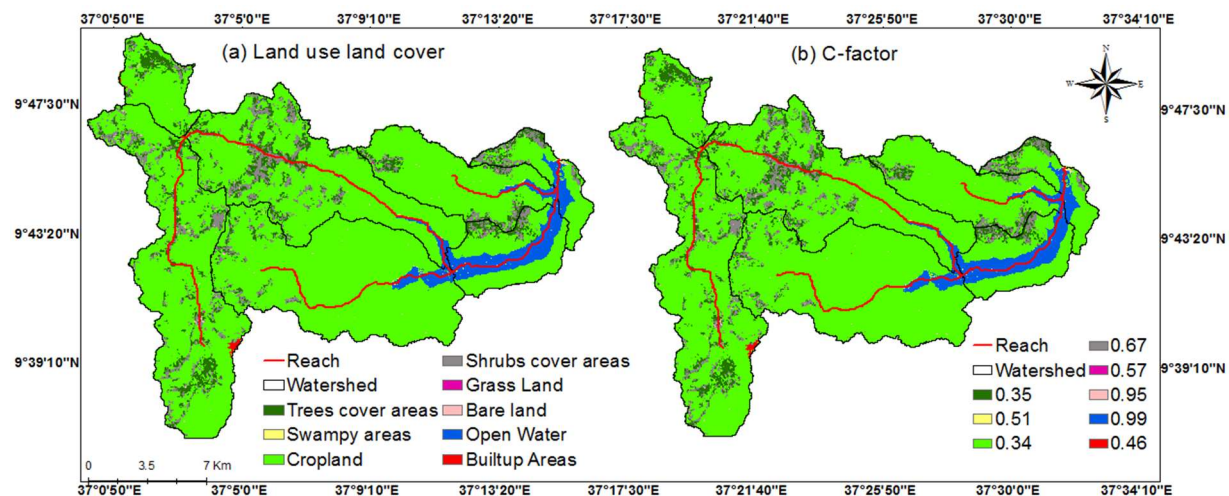 37°0'50"E 37°5'0"E 37°9'10"E 37°13'20"E 37°17'30"E 37°21'40"E 37°25'50"E 37°30'0"E 37°34'10"E
(a) Land use land cover
(b) C-factor
N
W E
S
9°47'30"N 9°47'30"N
9°43'20"N 9°43'20"N
9°39'10"N 9°39'10"N
Reach Shrubs cover areas
Watershed Grass Land
Trees cover areas Bare land
Swampy areas Open Water
Cropland Builtup Areas
Reach 0.67
Watershed 0.57
0.35 0.95
0.51 0.99
0.34 0.46
0 3.5 7 Km
37°0'50"E 37°5'0"E 37°9'10"E 37°13'20"E 37°17'30"E 37°21'40"E 37°25'50"E 37°30'0"E 37°34'10"E